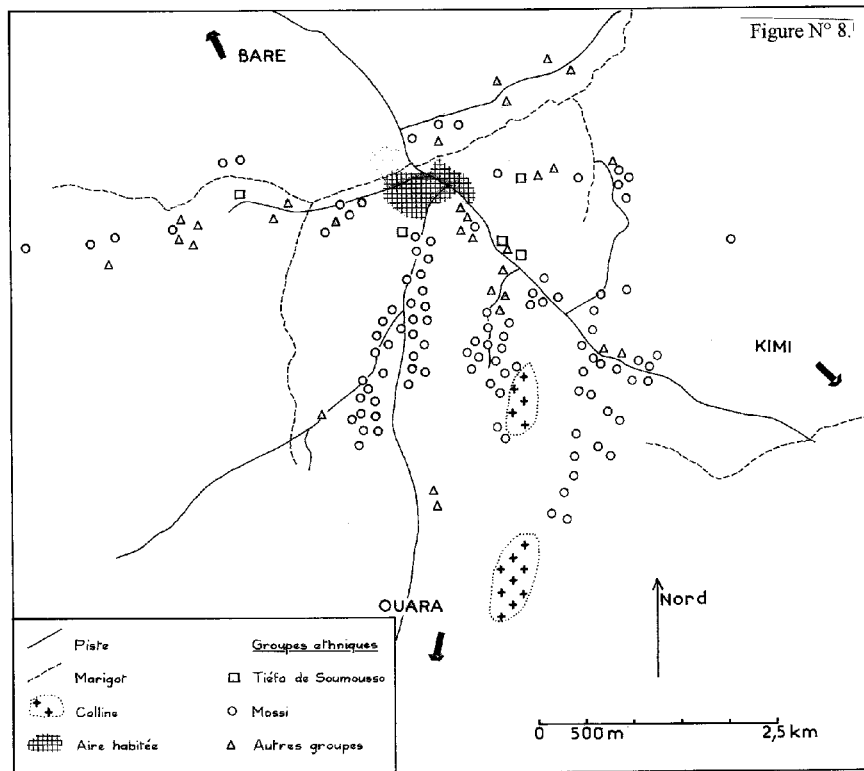 Figure N° 8.
BARE
KIMI
OUARA
Nord
Piste
Marigot
Colline
Aire habitée
Groupes ethniques
Tiéfo de Soumousso
Mossi
Autres groupes
0 500m 2,5 km